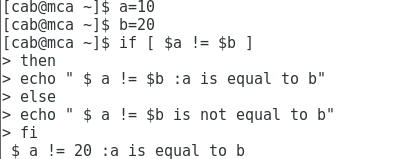 [cab@mca ~]$ a=10
[cab@mca ~]$ b=20
[cab@mca ~]$ if [ $a != $b ]
> then
> echo " $ a != $b :a is equal to b"
> else
> echo " $ a != $b is not equal to b"
> fi
$ a != 20 :a is equal to b